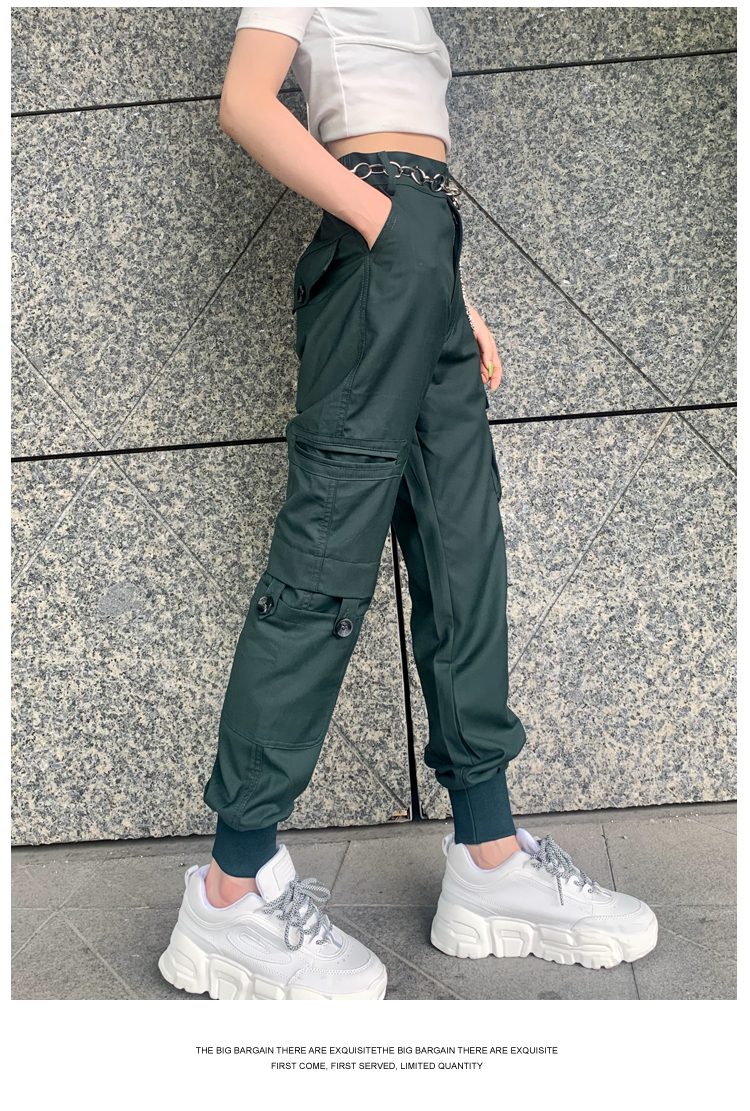 THE BIG BARGAIN THERE ARE EXQUISITETHE BIG BARGAIN THERE ARE EXQUISITE
FIRST COME, FIRST SERVED, LIMITED QUANTITY